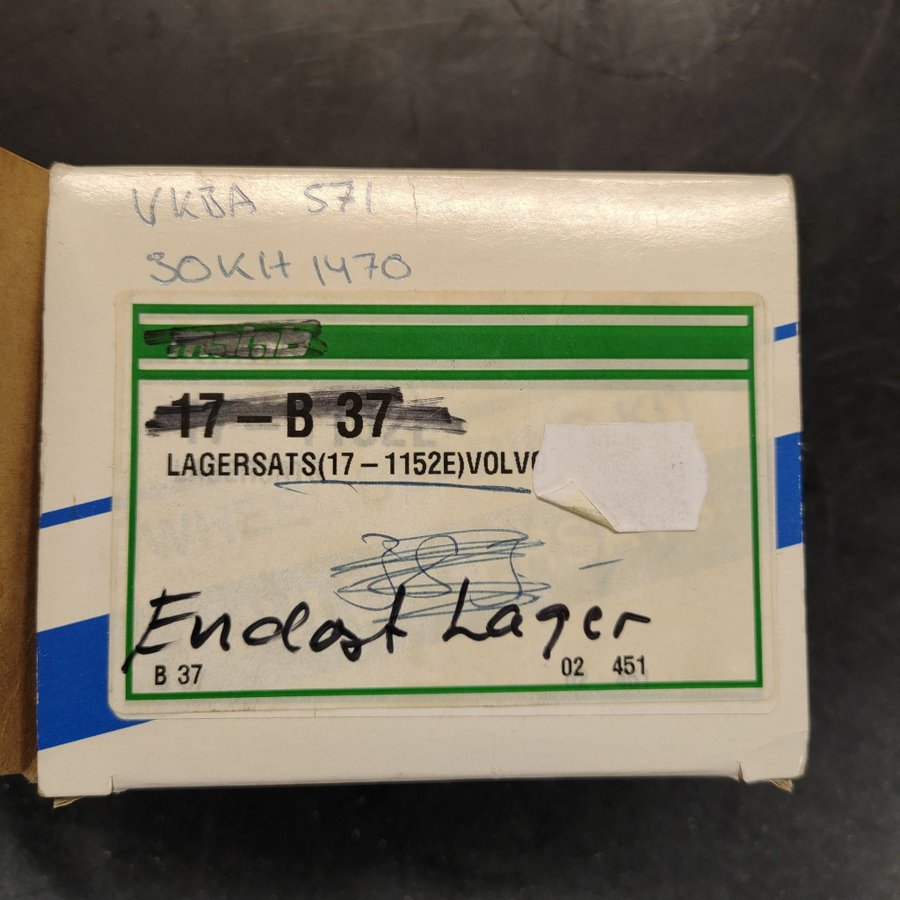 VKBA 571
30KH 1470
17-B 37
LAGERSATS(17-1152E)VOLVO
Endast Lager
B 37 02 451